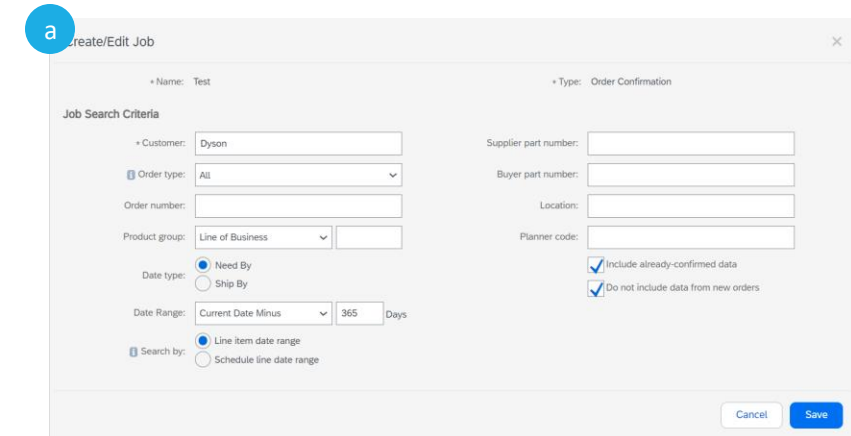 a
Create/Edit Job
* Name: Test
* Type: Order Confirmation
Job Search Criteria
* Customer: Dyson
Supplier part number:
Order type: All
Buyer part number:
Order number:
Location:
Product group: Line of Business
Planner code:
Date type: Need By
Ship By
Include already-confirmed data
Do not include data from new orders
Date Range: Current Date Minus 365 Days
Search by: Line item date range
Schedule line date range
Cancel Save